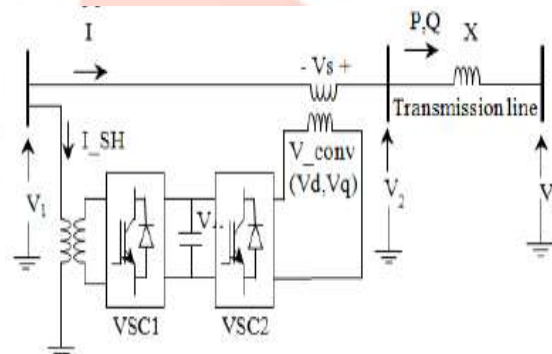 I
P,Q
X
- Vs +
Transmission line
I_SH
V_conv
(Vd,Vq)
V1
V2
V
VSC1
VSC2